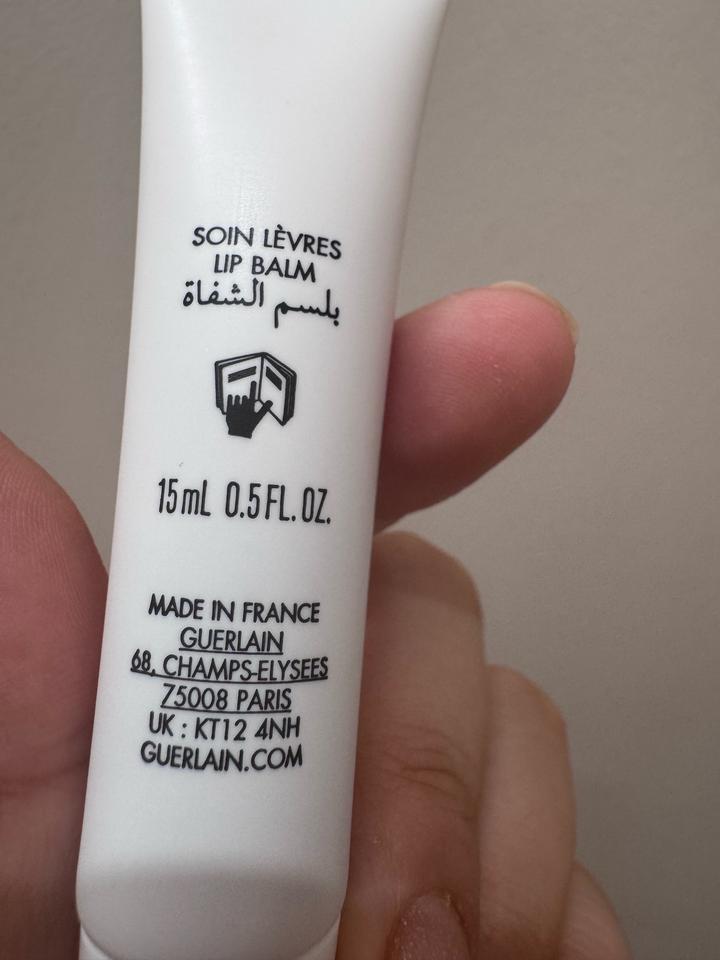 SOIN LÈVRES
LIP BALM
بلسم الشفاة
15mL 0.5FL. OZ.
MADE IN FRANCE
GUERLAIN
68, CHAMPS-ELYSEES
75008 PARIS
UK : KT12 4NH
GUERLAIN.COM